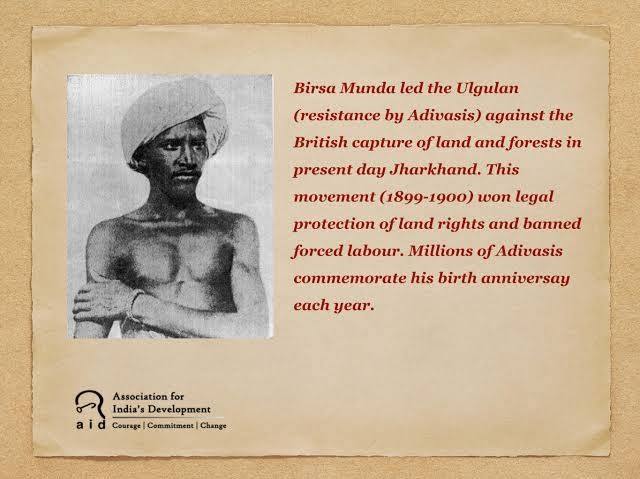 Birsa Munda led the Ulgulan
(resistance by Adivasis) against the
British capture of land and forests in
present day Jharkhand. This
movement (1899-1900) won legal
protection of land rights and banned
forced labour. Millions of Adivasis
commemorate his birth anniversay
each year.
aid
Association for
India's Development
Courage | Commitment | Change